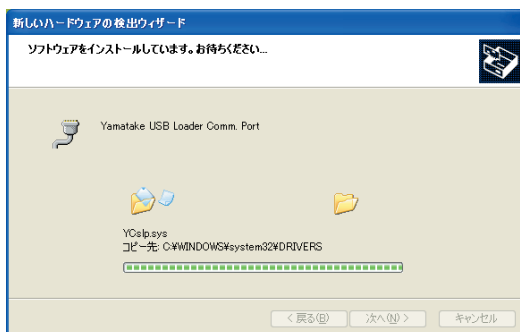 新しいハードウェアの検出ウィザード
ソフトウェアをインストールしています。お待ちください...
Yamatake USB Loader Comm. Port
YCslp.sys
コピー先: C:¥WINDOWS¥system32¥DRIVERS
< 戻る(B) 次へ(N) > キャンセル